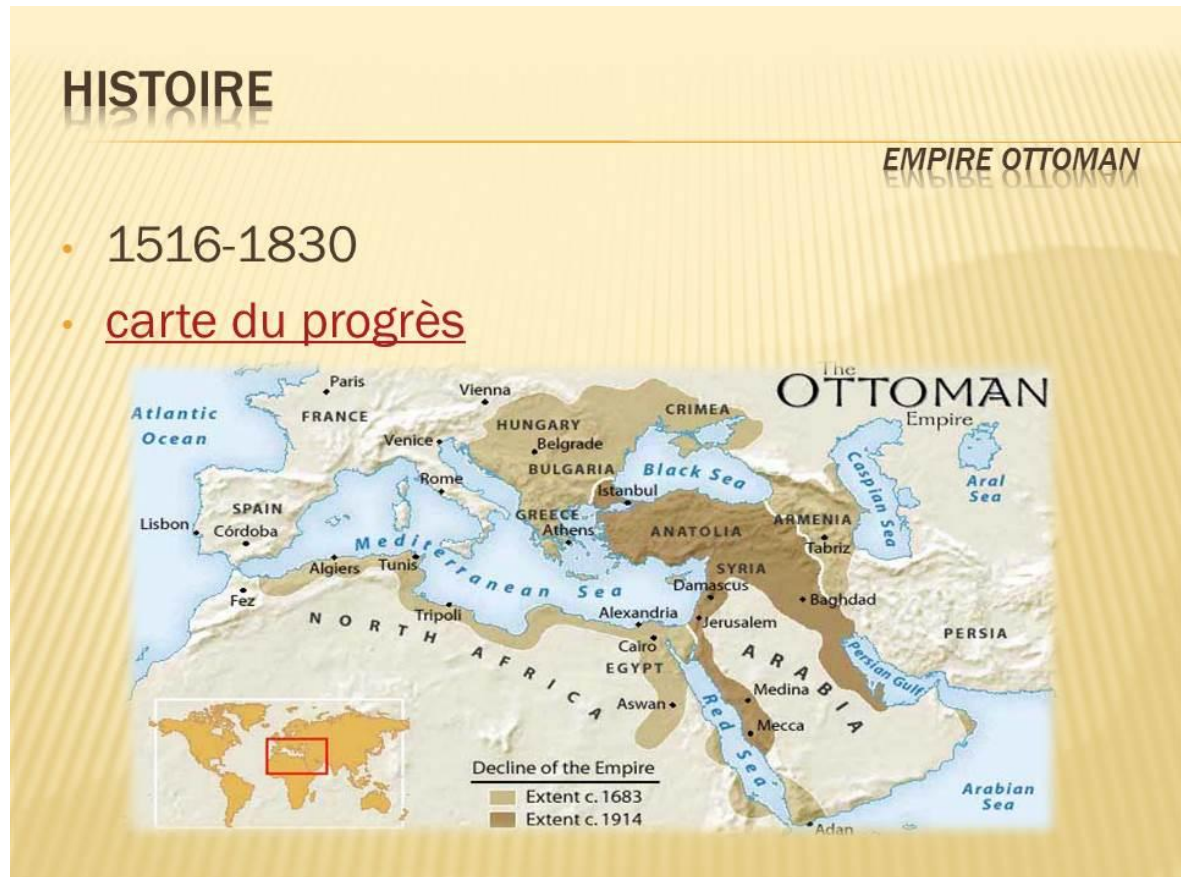 HISTOIRE
EMPIRE OTTOMAN
• 1516-1830
• carte du progrès
The
OTTOMAN
Empire
Paris
Vienna
Atlantic
Ocean
FRANCE
CRIMEA
HUNGARY
Venice
Belgrade
BULGARIA
Black Sea
Caspian Sea
Aral
Sea
Rome
Istanbul
SPAIN
GREECE
Lisbon
Córdoba
Athens
ANATOLIA
ARMENIA
Mediterranean Sea
Tabriz
Algiers
Tunis
SYRIA
Damascus
Fez
Baghdad
Tripoli
Alexandria
Jerusalem
NORTH AFRICA
Cairo
PERSIA
EGYPT
ARABIA
Persian Gulf
Aswan
Medina
Red Sea
Mecca
Decline of the Empire
Extent c. 1683
Extent c. 1914
Arabian
Sea
Adan